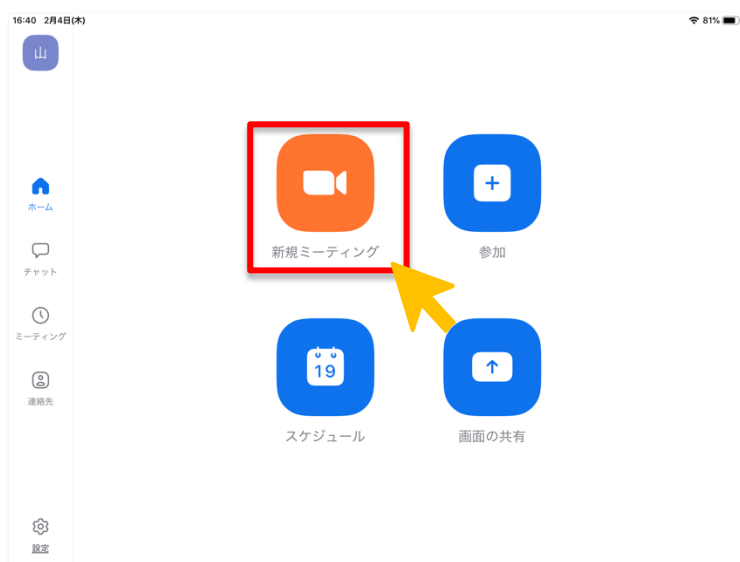 16:40 2月4日(木)
81%
山
ホーム
チャット
ミーティング
連絡先
設定
新規ミーティング
参加
19
スケジュール
画面の共有